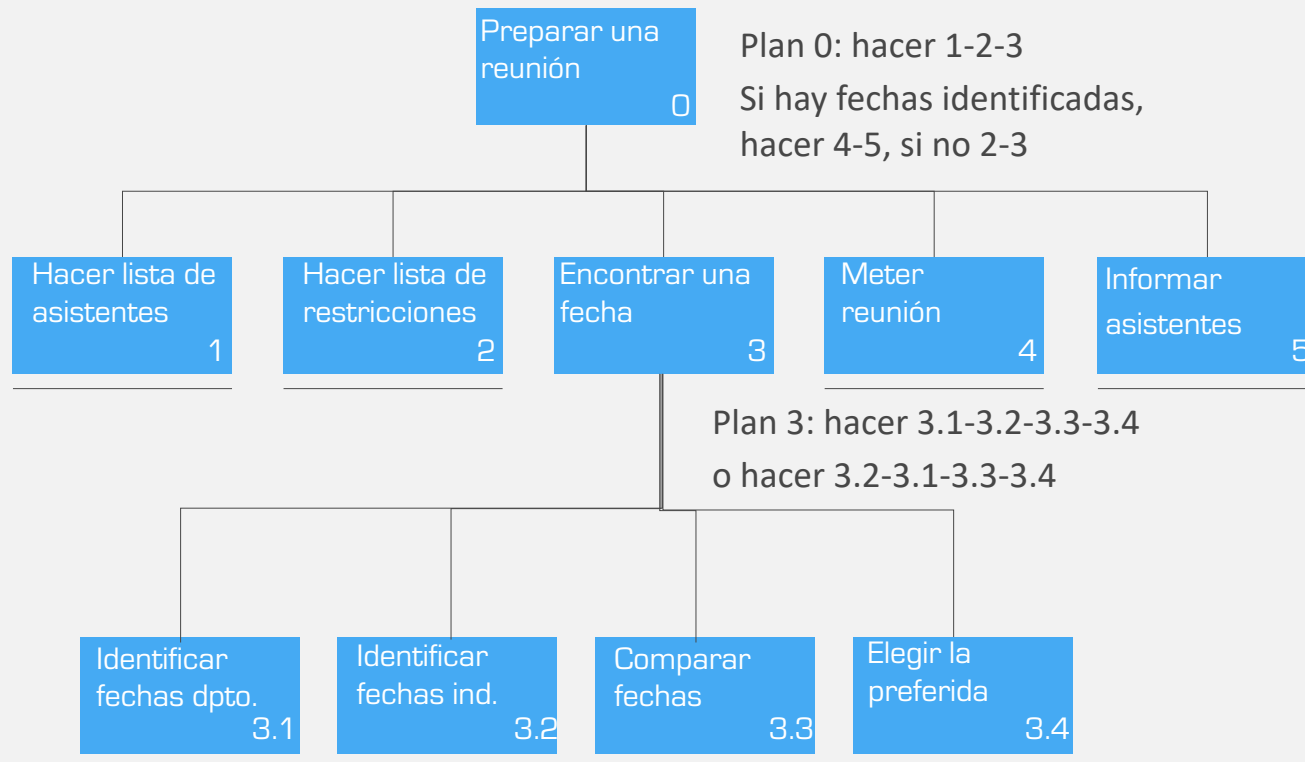 Preparar una
reunión
0
Plan 0: hacer 1-2-3
Si hay fechas identificadas,
hacer 4-5, si no 2-3
Hacer lista de
asistentes
1
Hacer lista de
restricciones
2
Encontrar una
fecha
3
Meter
reunión
4
Informar
asistentes
5
Plan 3: hacer 3.1-3.2-3.3-3.4
o hacer 3.2-3.1-3.3-3.4
Identificar
fechas dpto.
3.1
Identificar
fechas ind.
3.2
Comparar
fechas
3.3
Elegir la
preferida
3.4